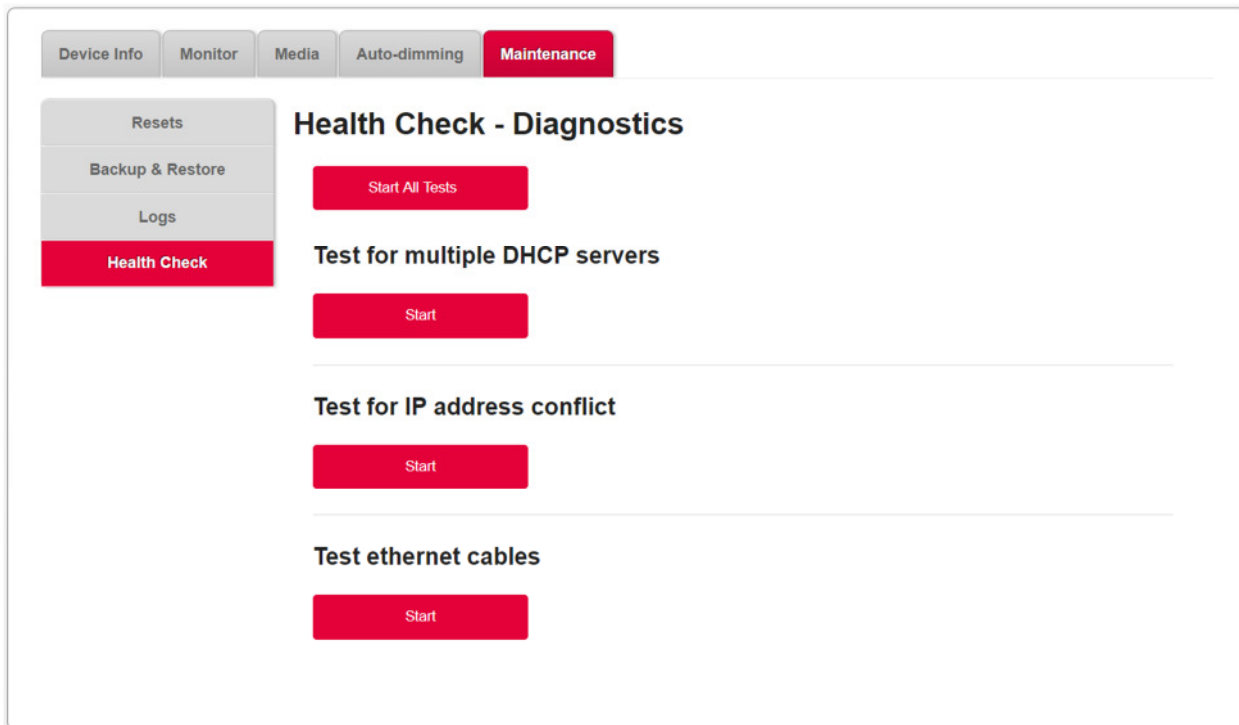 Device Info
Monitor
Media
Auto-dimming
Maintenance
Resets
Backup & Restore
Logs
Health Check
Health Check - Diagnostics
Start All Tests
Test for multiple DHCP servers
Start
Test for IP address conflict
Start
Test ethernet cables
Start